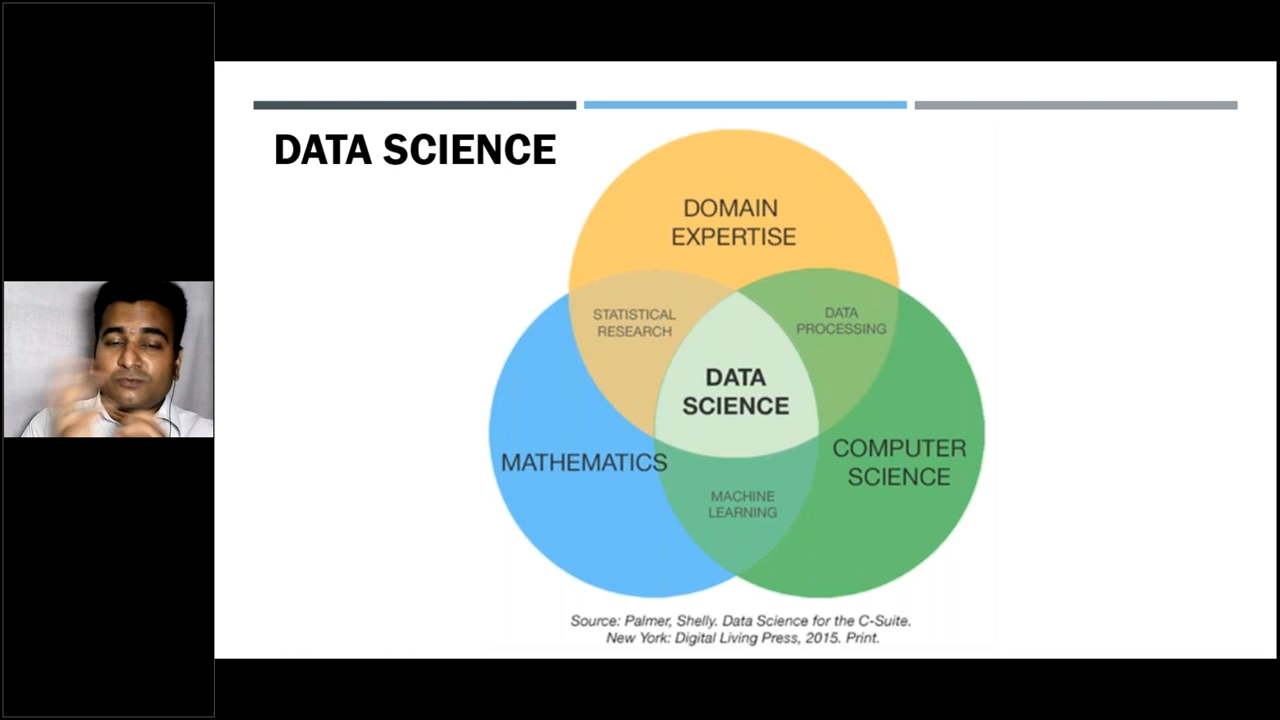 DATA SCIENCE
DOMAIN
EXPERTISE
STATISTICAL
RESEARCH
DATA
PROCESSING
DATA
SCIENCE
MATHEMATICS
COMPUTER
SCIENCE
MACHINE
LEARNING
Source: Palmer, Shelly. Data Science for the C-Suite.
New York: Digital Living Press, 2015. Print.